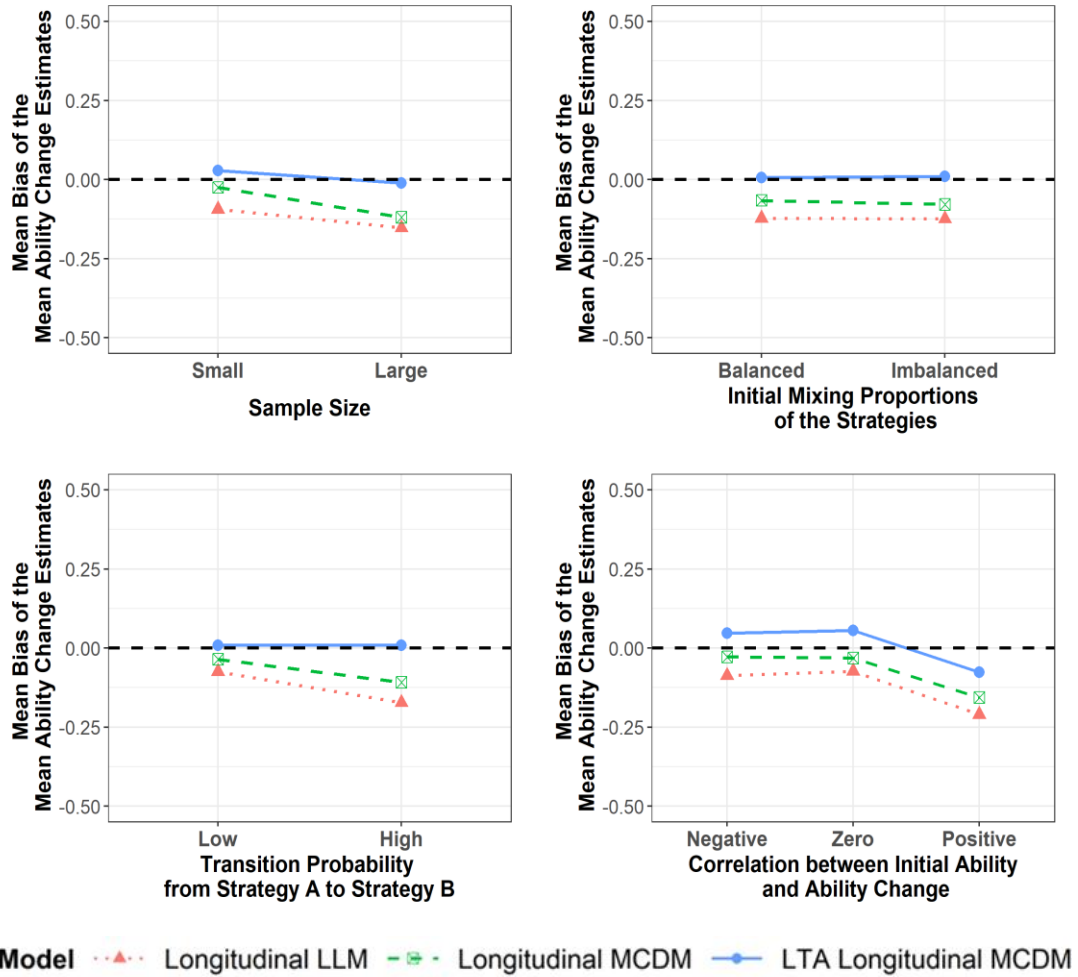 Mean Bias of the
Mean Ability Change Estimates
0.50
0.25
0.00
-0.25
-0.50
Small Large
Sample Size
Mean Bias of the
Mean Ability Change Estimates
0.50
0.25
0.00
-0.25
-0.50
Balanced Imbalanced
Initial Mixing Proportions
of the Strategies
Mean Bias of the
Mean Ability Change Estimates
0.50
0.25
0.00
-0.25
-0.50
Low High
Transition Probability
from Strategy A to Strategy B
Mean Bias of the
Mean Ability Change Estimates
0.50
0.25
0.00
-0.25
-0.50
Negative Zero Positive
Correlation between Initial Ability
and Ability Change
Model Longitudinal LLM Longitudinal MCDM LTA Longitudinal MCDM